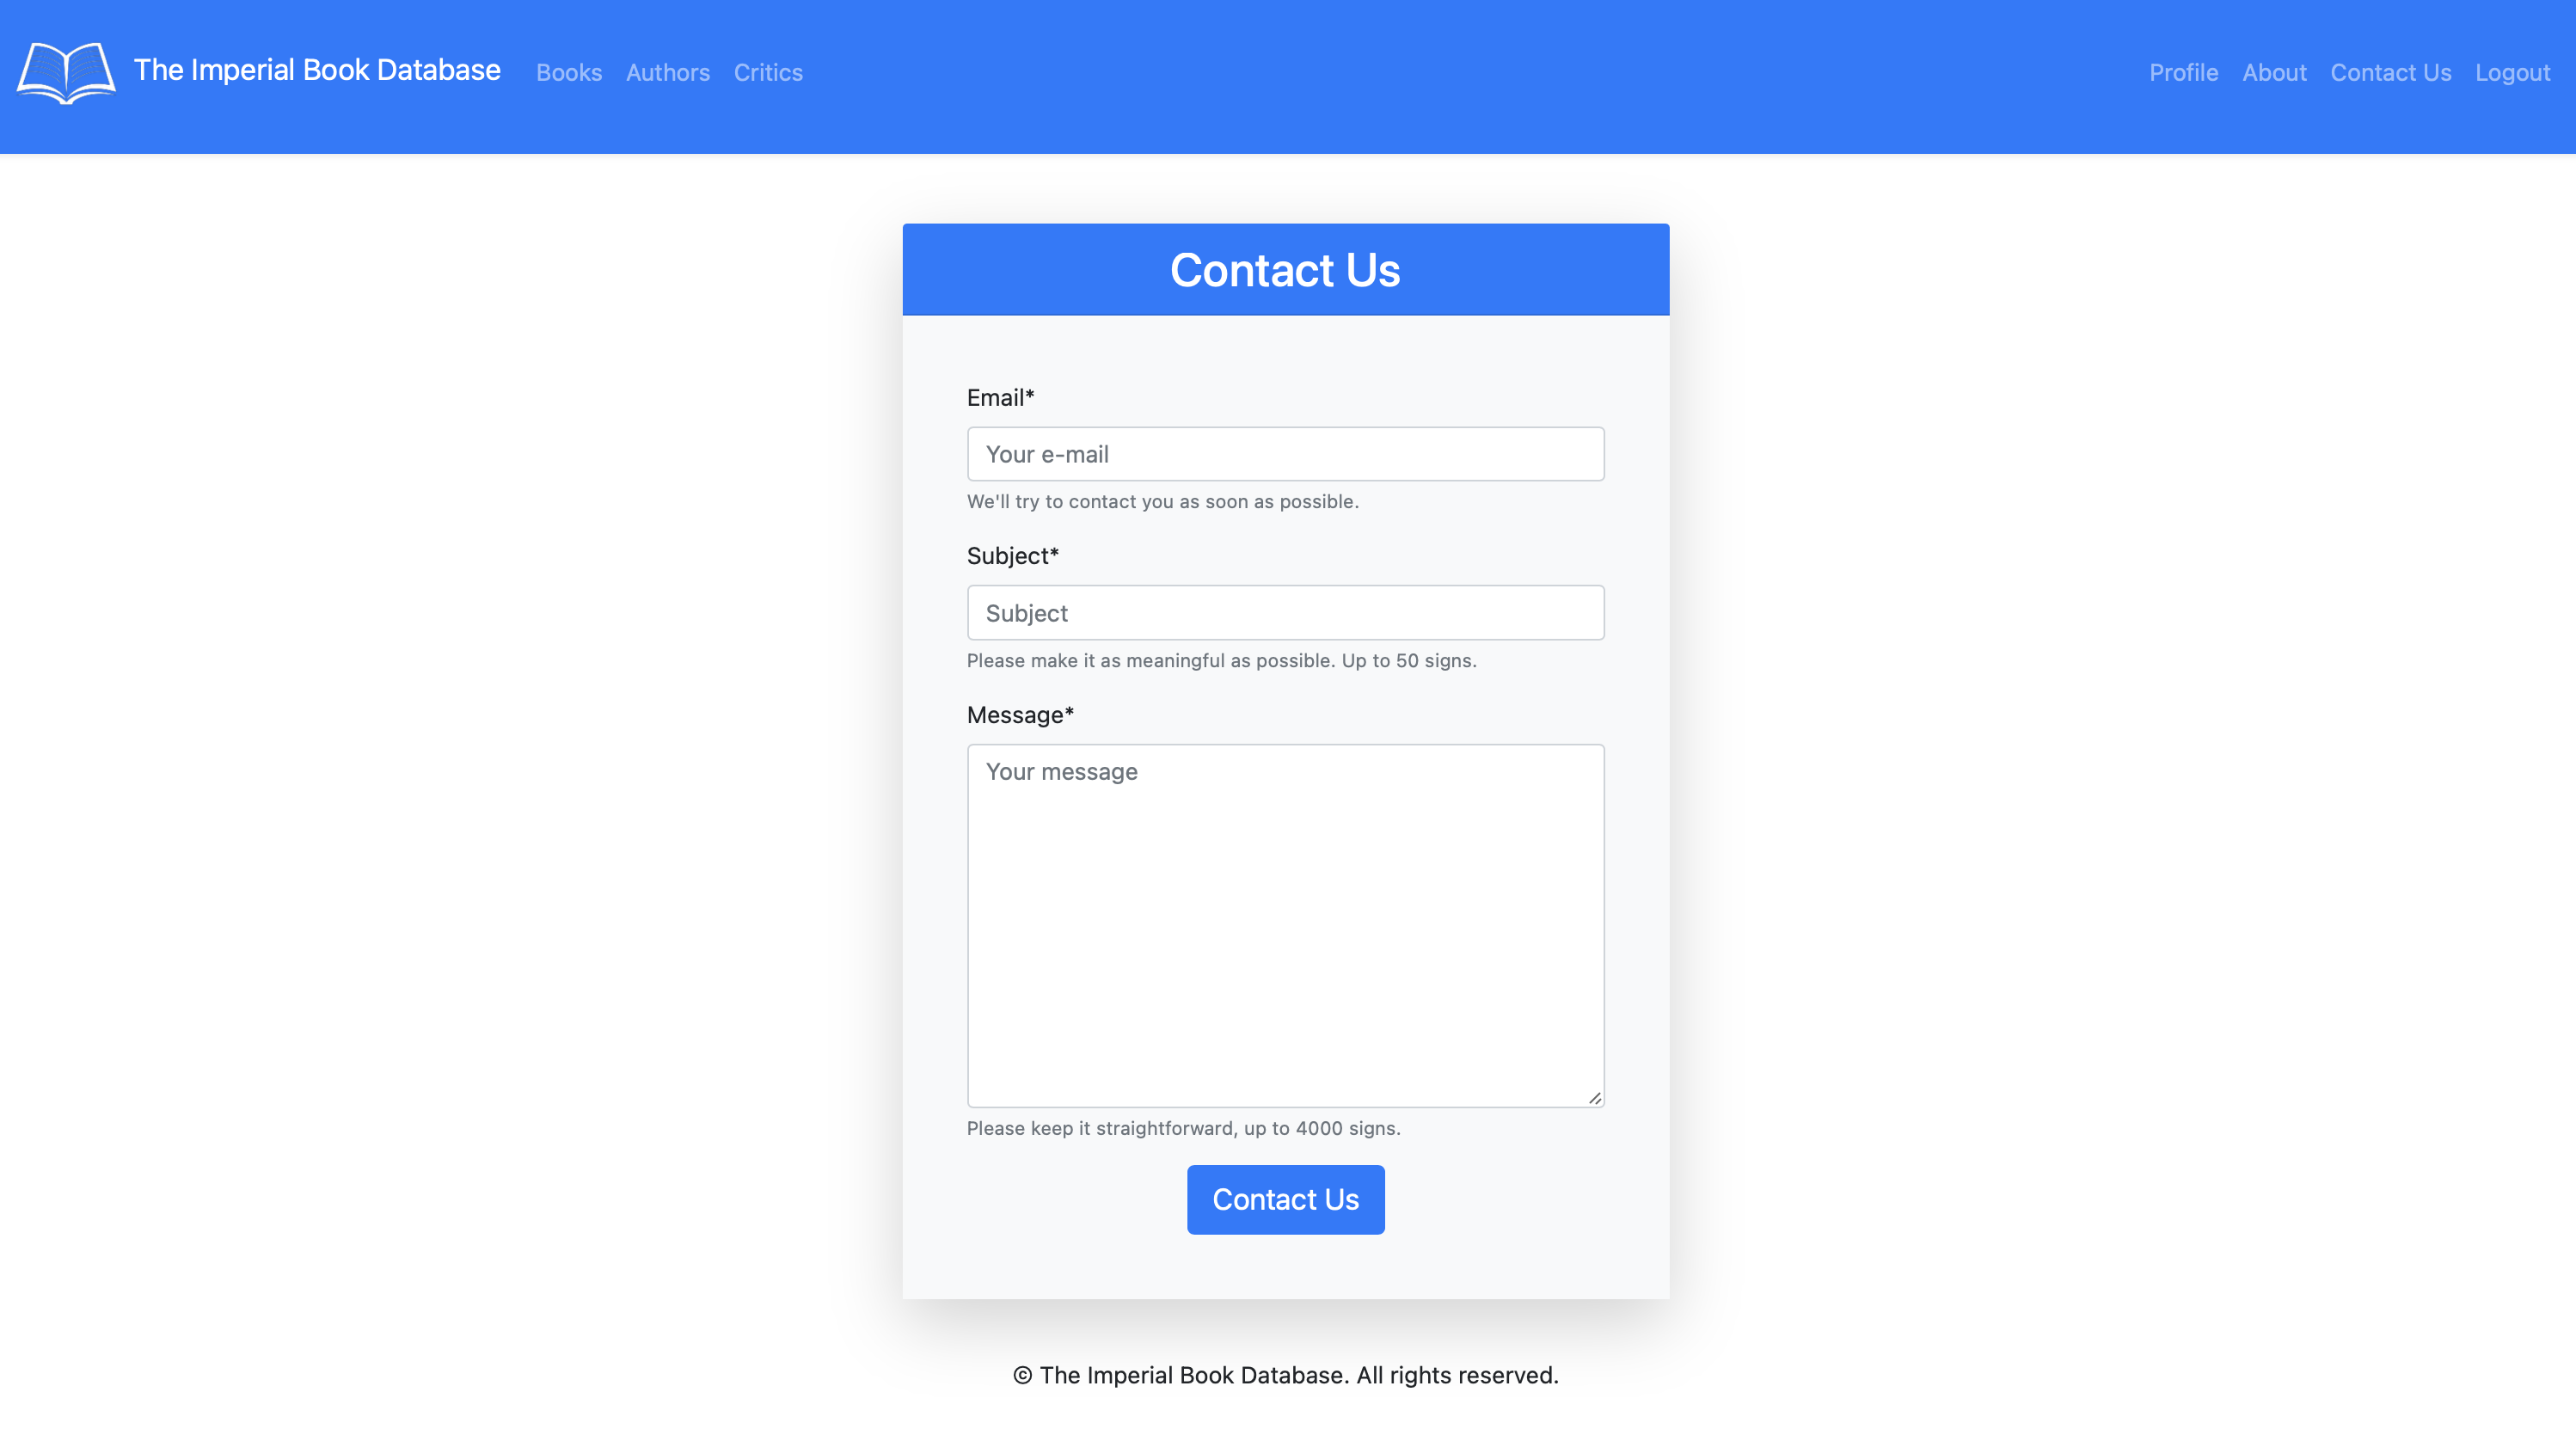 The Imperial Book Database Books Authors Critics Profile About Contact Us Logout
Contact Us
Email*
Your e-mail
We'll try to contact you as soon as possible.
Subject*
Subject
Please make it as meaningful as possible. Up to 50 signs.
Message*
Your message
Please keep it straightforward, up to 4000 signs.
Contact Us
© The Imperial Book Database. All rights reserved.